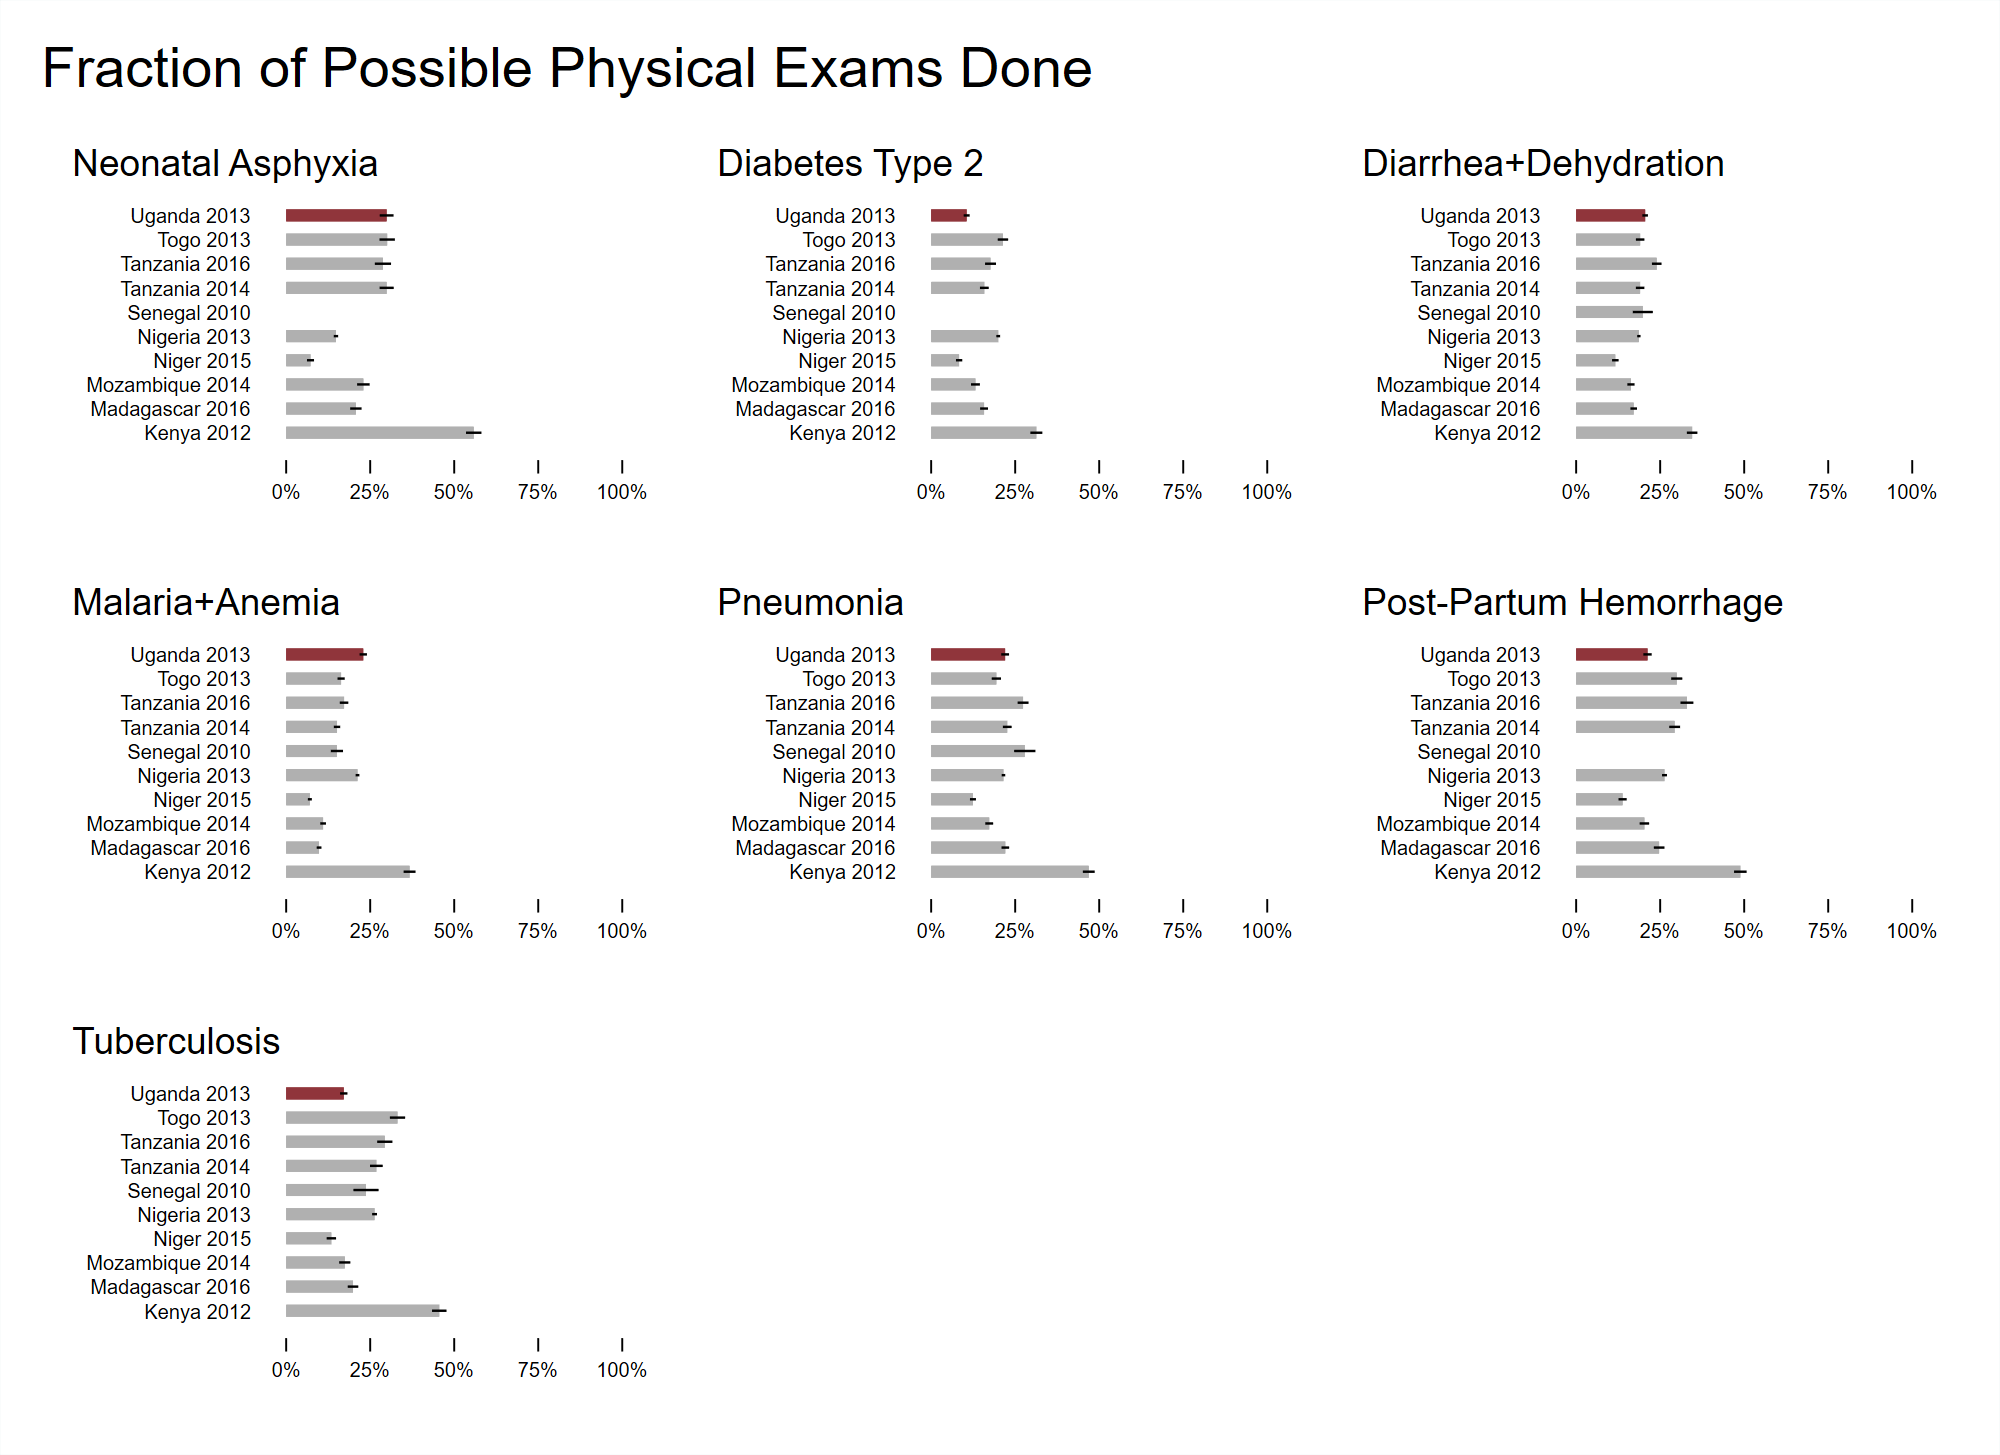 Fraction of Possible Physical Exams Done
Neonatal Asphyxia
Uganda 2013
Togo 2013
Tanzania 2016
Tanzania 2014
Senegal 2010
Nigeria 2013
Niger 2015
Mozambique 2014
Madagascar 2016
Kenya 2012
0% 25% 50% 75% 100%
Diabetes Type 2
Uganda 2013
Togo 2013
Tanzania 2016
Tanzania 2014
Senegal 2010
Nigeria 2013
Niger 2015
Mozambique 2014
Madagascar 2016
Kenya 2012
0% 25% 50% 75% 100%
Diarrhea+Dehydration
Uganda 2013
Togo 2013
Tanzania 2016
Tanzania 2014
Senegal 2010
Nigeria 2013
Niger 2015
Mozambique 2014
Madagascar 2016
Kenya 2012
0% 25% 50% 75% 100%
Malaria+Anemia
Uganda 2013
Togo 2013
Tanzania 2016
Tanzania 2014
Senegal 2010
Nigeria 2013
Niger 2015
Mozambique 2014
Madagascar 2016
Kenya 2012
0% 25% 50% 75% 100%
Pneumonia
Uganda 2013
Togo 2013
Tanzania 2016
Tanzania 2014
Senegal 2010
Nigeria 2013
Niger 2015
Mozambique 2014
Madagascar 2016
Kenya 2012
0% 25% 50% 75% 100%
Post-Partum Hemorrhage
Uganda 2013
Togo 2013
Tanzania 2016
Tanzania 2014
Senegal 2010
Nigeria 2013
Niger 2015
Mozambique 2014
Madagascar 2016
Kenya 2012
0% 25% 50% 75% 100%
Tuberculosis
Uganda 2013
Togo 2013
Tanzania 2016
Tanzania 2014
Senegal 2010
Nigeria 2013
Niger 2015
Mozambique 2014
Madagascar 2016
Kenya 2012
0% 25% 50% 75% 100%